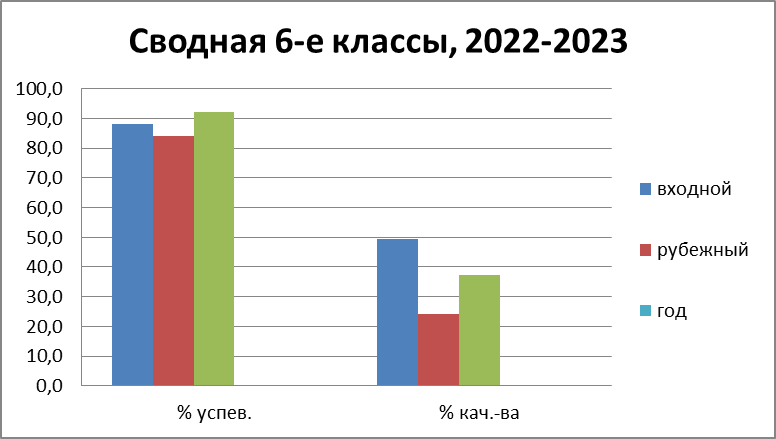 Сводная 6-е классы, 2022-2023
100,0
90,0
80,0
70,0
60,0
50,0
40,0
30,0
20,0
10,0
0,0
% успев.
% кач.-ва
входной
рубежный
год